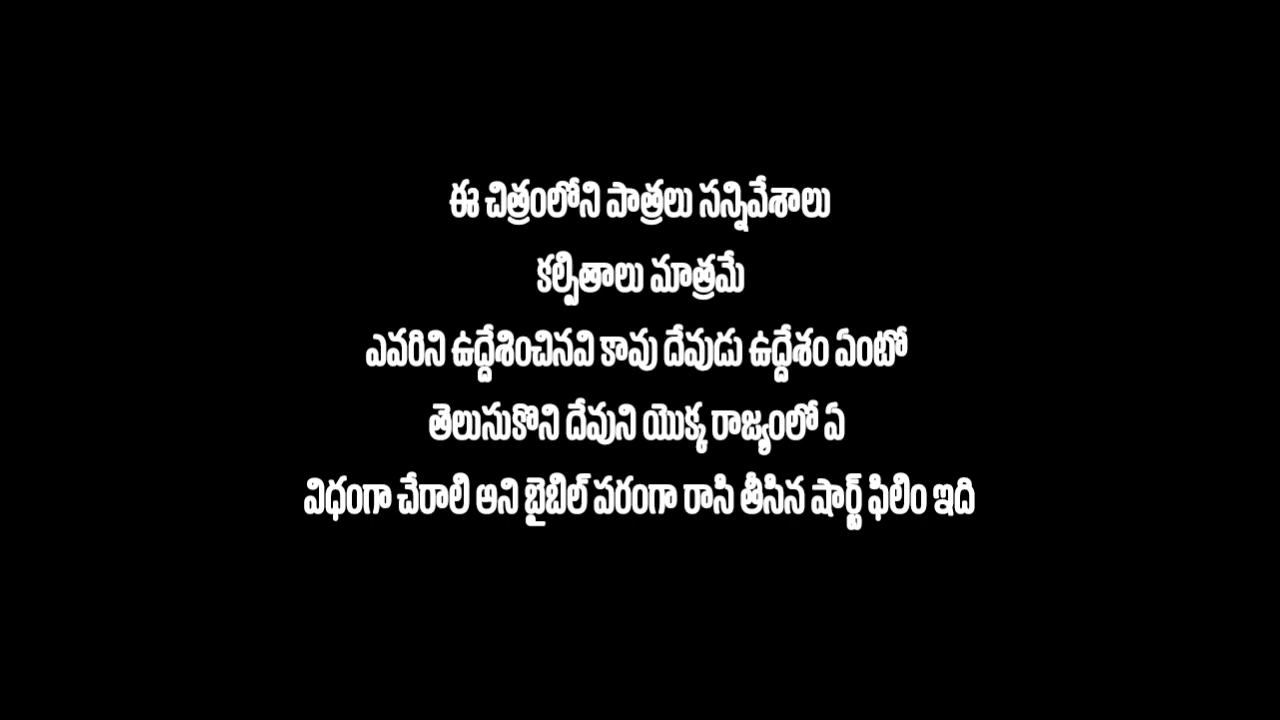 ఈ చిత్రంలోని పాత్రలు సన్నివేశాలు
కల్పితాలు మాత్రమే
ఎవరిని ఉద్దేశించినవి కావు దేవుడు ఉద్దేశం ఏంటో
తెలుసుకొని దేవుని యొక్క రాజ్యంలో ఏ
విధంగా చేరాలి అని బైబిల్ పరంగా రాసి తీసిన షార్ట్ ఫిలిం ఇది